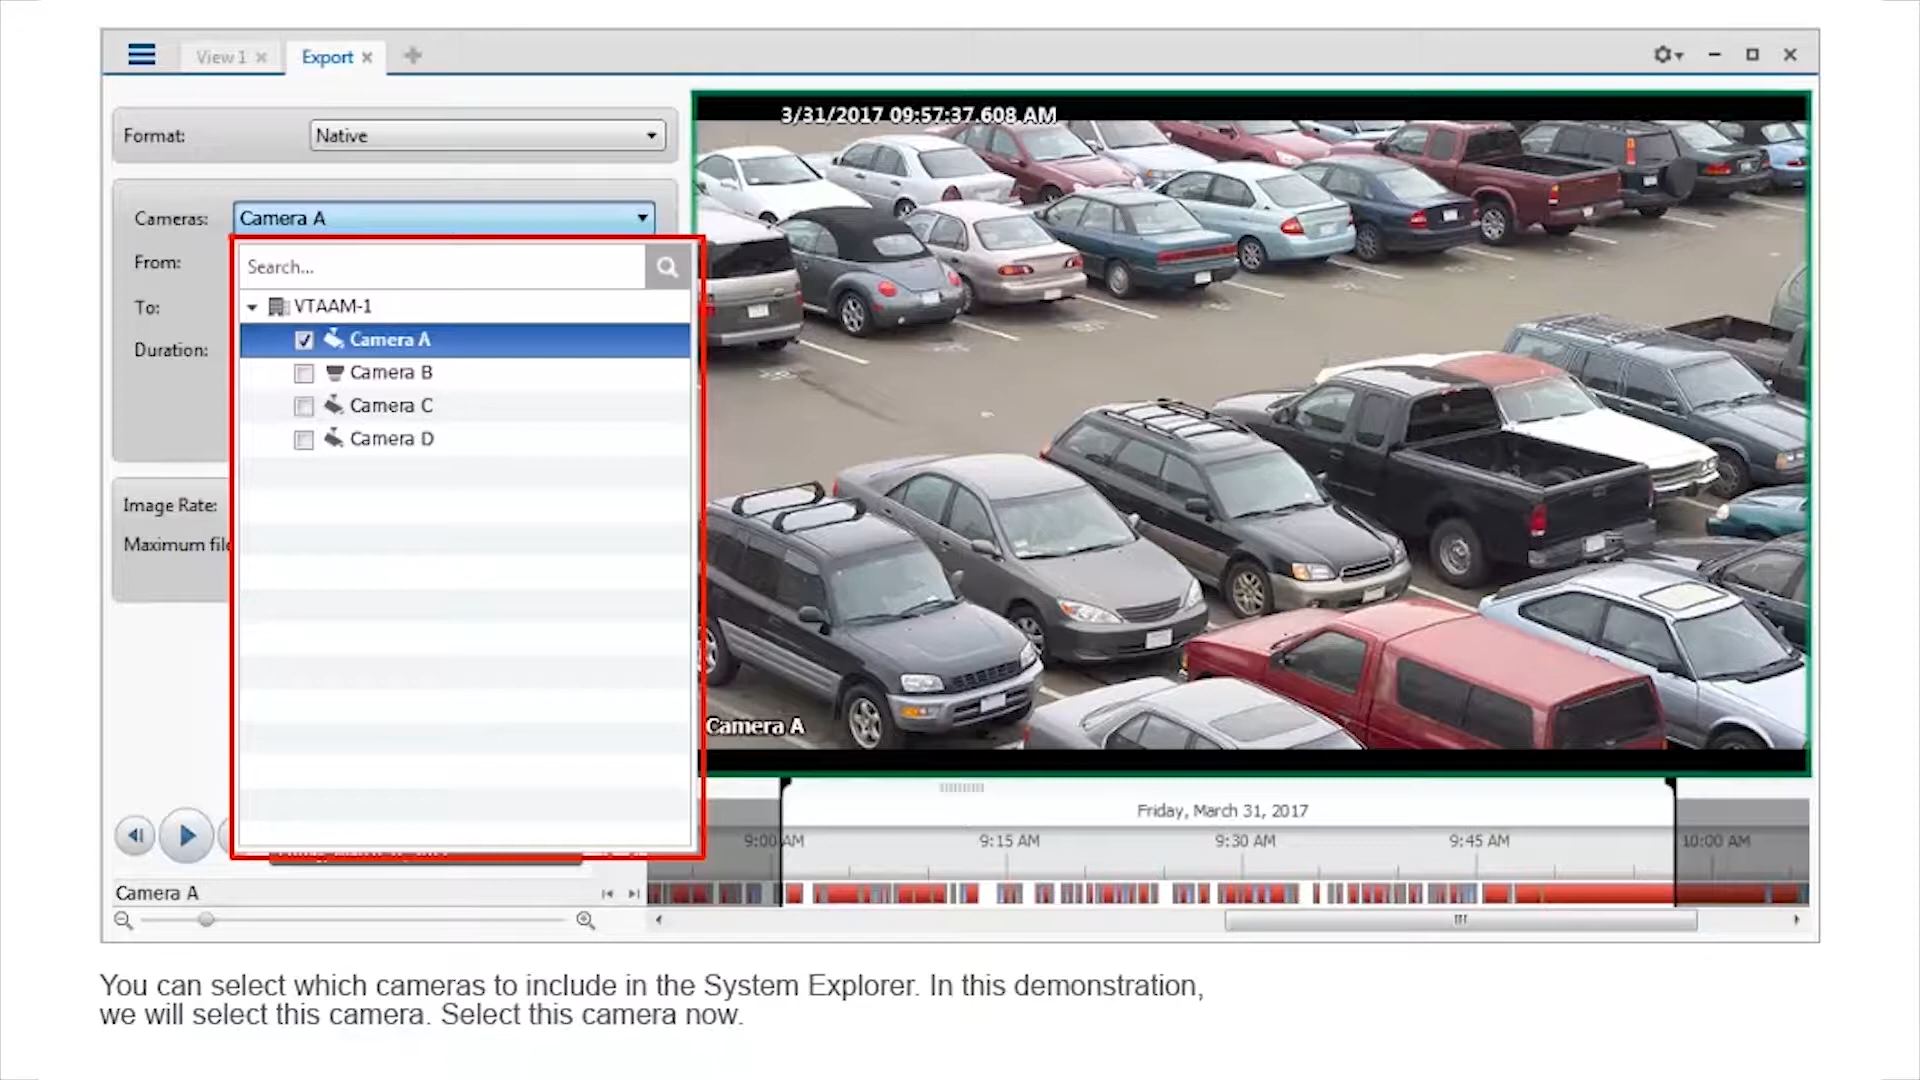 View 1
Export
Format:
Native
3/31/2017 09:57:37.608 AM
Cameras:
Camera A
From:
Search...
To:
VTAAM-1
Duration:
Camera A
Camera B
Camera C
Camera D
Image Rate:
Maximum file
Camera A
Friday, March 31, 2017
9:00 AM
9:15 AM
9:30 AM
9:45 AM
10:00 AM
Camera A
You can select which cameras to include in the System Explorer. In this demonstration,
we will select this camera. Select this camera now.